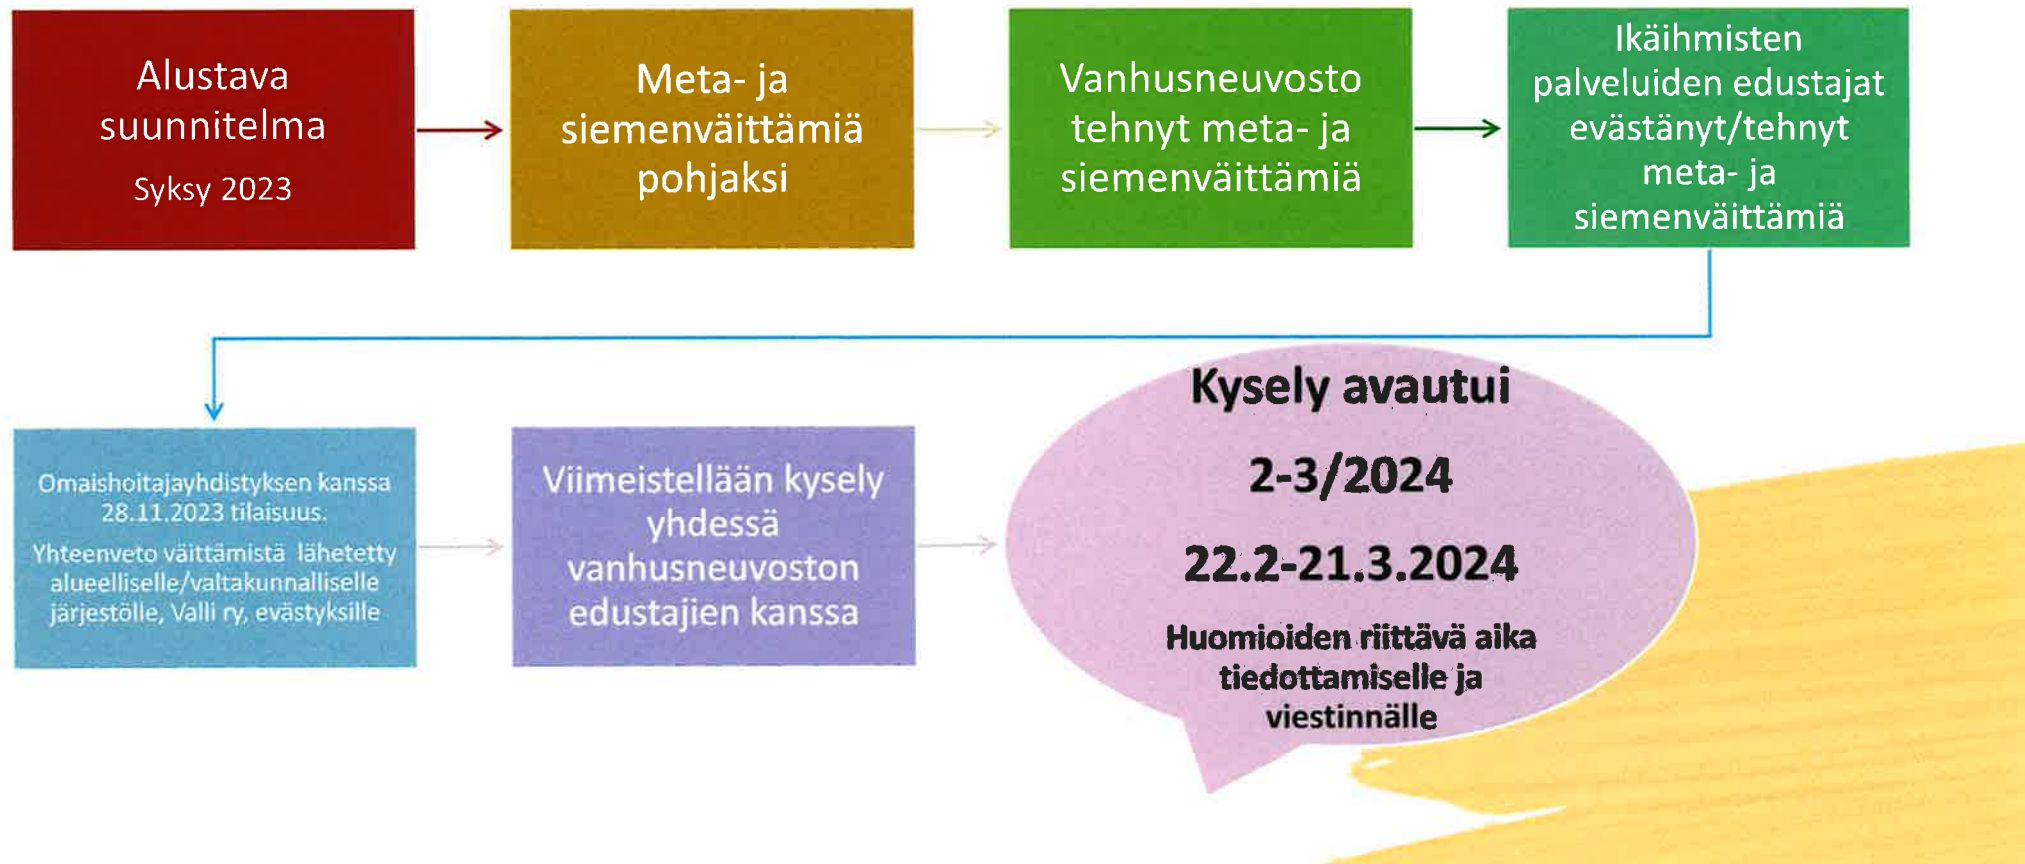 Alustava
suunnitelma
Syksy 2023
Meta- ja
siemenväittämiä
pohjaksi
Vanhusneuvosto
tehnyt meta- ja
siemenväittämiä
Ikäihmisten
palveluiden edustajat
evästänyt/tehnyt
meta- ja
siemenväittämiä
Omaishoitajayhdistyksen kanssa
28.11.2023 tilaisuus.
Yhteenveto väittämistä lähetetty
alueelliselle/valtakunnalliselle
järjestölle, Valli ry, evästyksille
Viimeistellään kysely
yhdessä
vanhusneuvoston
edustajien kanssa
Kysely avautui
2-3/2024
22.2-21.3.2024
Huomioiden riittävä aika
tiedottamiselle ja
viestinnälle